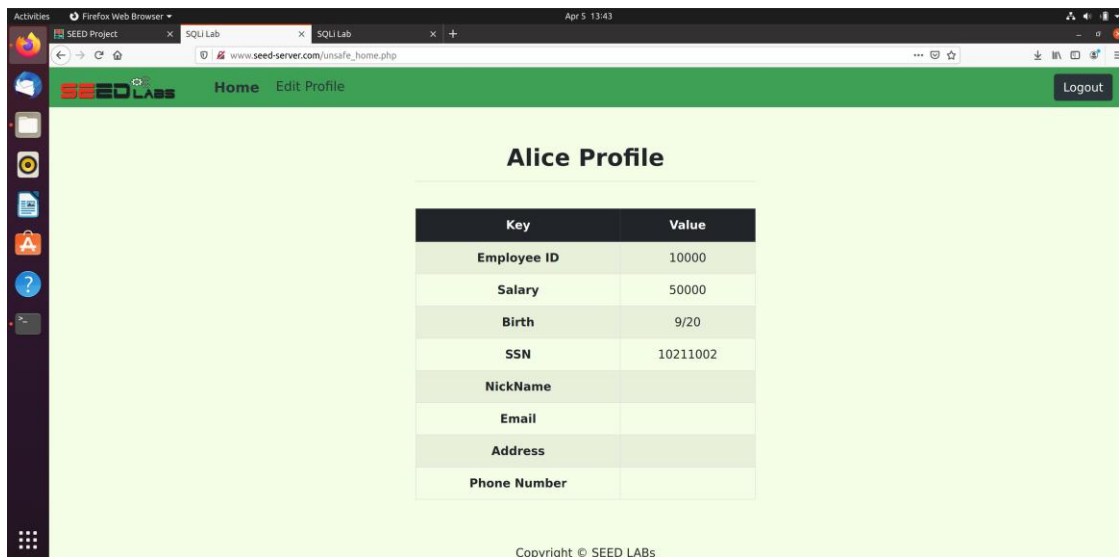 Activities Firefox Web Browser Apr 5 13:43
SEED Project SQLi Lab SQLi Lab
www.seed-server.com/unsafe_home.php
SEEDLABS Home Edit Profile Logout
Alice Profile
Key Value
Employee ID 10000
Salary 50000
Birth 9/20
SSN 10211002
NickName
Email
Address
Phone Number
Copyright © SEED LABs